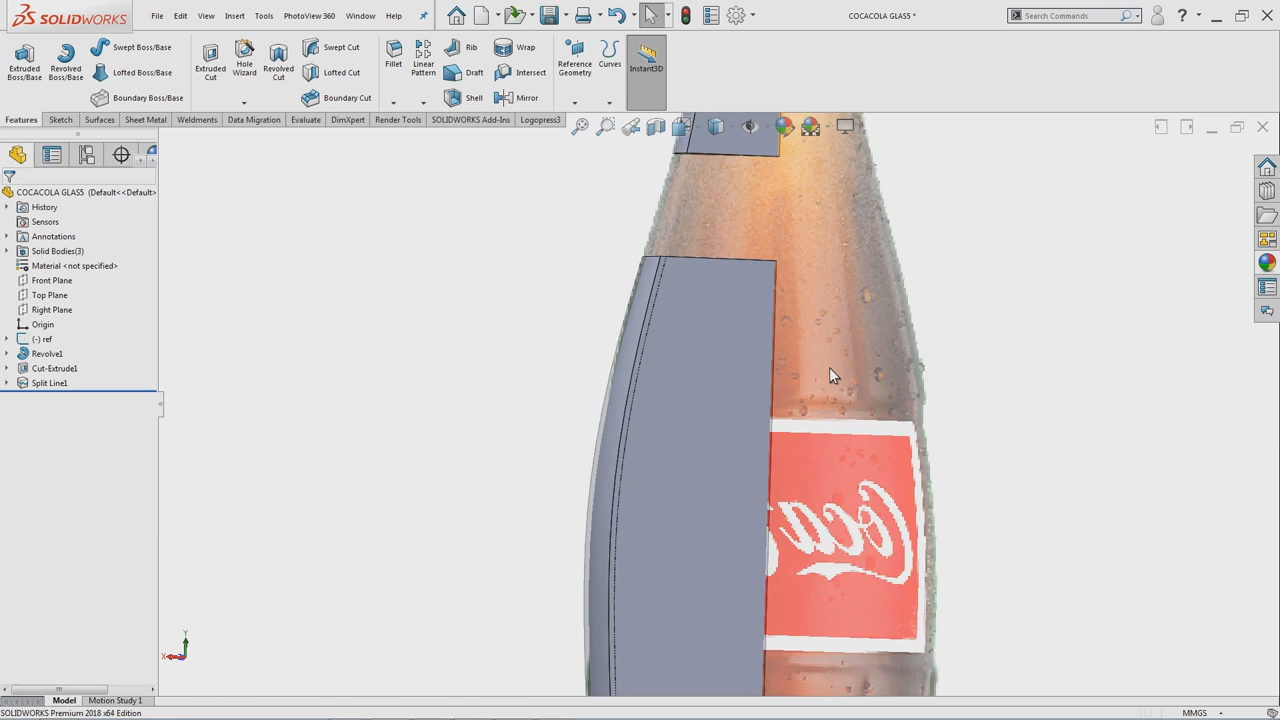 SOLIDWORKS
File Edit View Insert Tools PhotoView 360 Window Help
COCACOLA GLAS5 *
Search Commands
Extruded Boss/Base
Revolved Boss/Base
Swept Boss/Base
Lofted Boss/Base
Boundary Boss/Base
Extruded Cut
Hole Wizard
Revolved Cut
Swept Cut
Lofted Cut
Boundary Cut
Fillet
Linear Pattern
Rib
Draft
Shell
Wrap
Intersect
Mirror
Reference Geometry
Curves
Instant3D
Features Sketch Surfaces Sheet Metal Weldments Data Migration Evaluate DimXpert Render Tools SOLIDWORKS Add-Ins Logopress3
COCACOLA GLAS5 (Default<<Default>
History
Sensors
Annotations
Solid Bodies(3)
Material <not specified>
Front Plane
Top Plane
Right Plane
Origin
(-) ref
Revolve1
Cut-Extrude1
Split Line1
Coca
Y
X
Model Motion Study 1
SOLIDWORKS Premium 2018 x64 Edition
MMGS